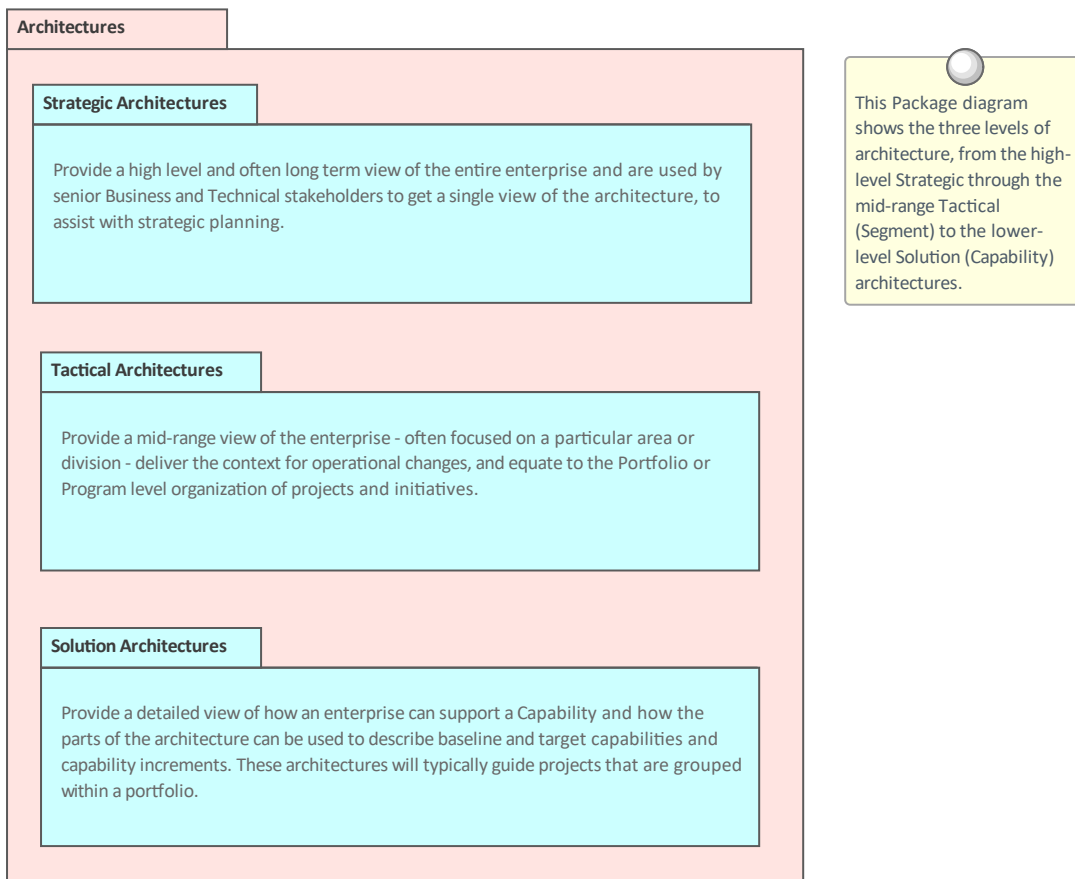 Architectures
Strategic Architectures
Provide a high level and often long term view of the entire enterprise and are used by
senior Business and Technical stakeholders to get a single view of the architecture, to
assist with strategic planning.
Tactical Architectures
Provide a mid-range view of the enterprise - often focused on a particular area or
division - deliver the context for operational changes, and equate to the Portfolio or
Program level organization of projects and initiatives.
Solution Architectures
Provide a detailed view of how an enterprise can support a Capability and how the
parts of the architecture can be used to describe baseline and target capabilities and
capability increments. These architectures will typically guide projects that are grouped
within a portfolio.
This Package diagram
shows the three levels of
architecture, from the high-
level Strategic through the
mid-range Tactical
(Segment) to the lower-
level Solution (Capability)
architectures.